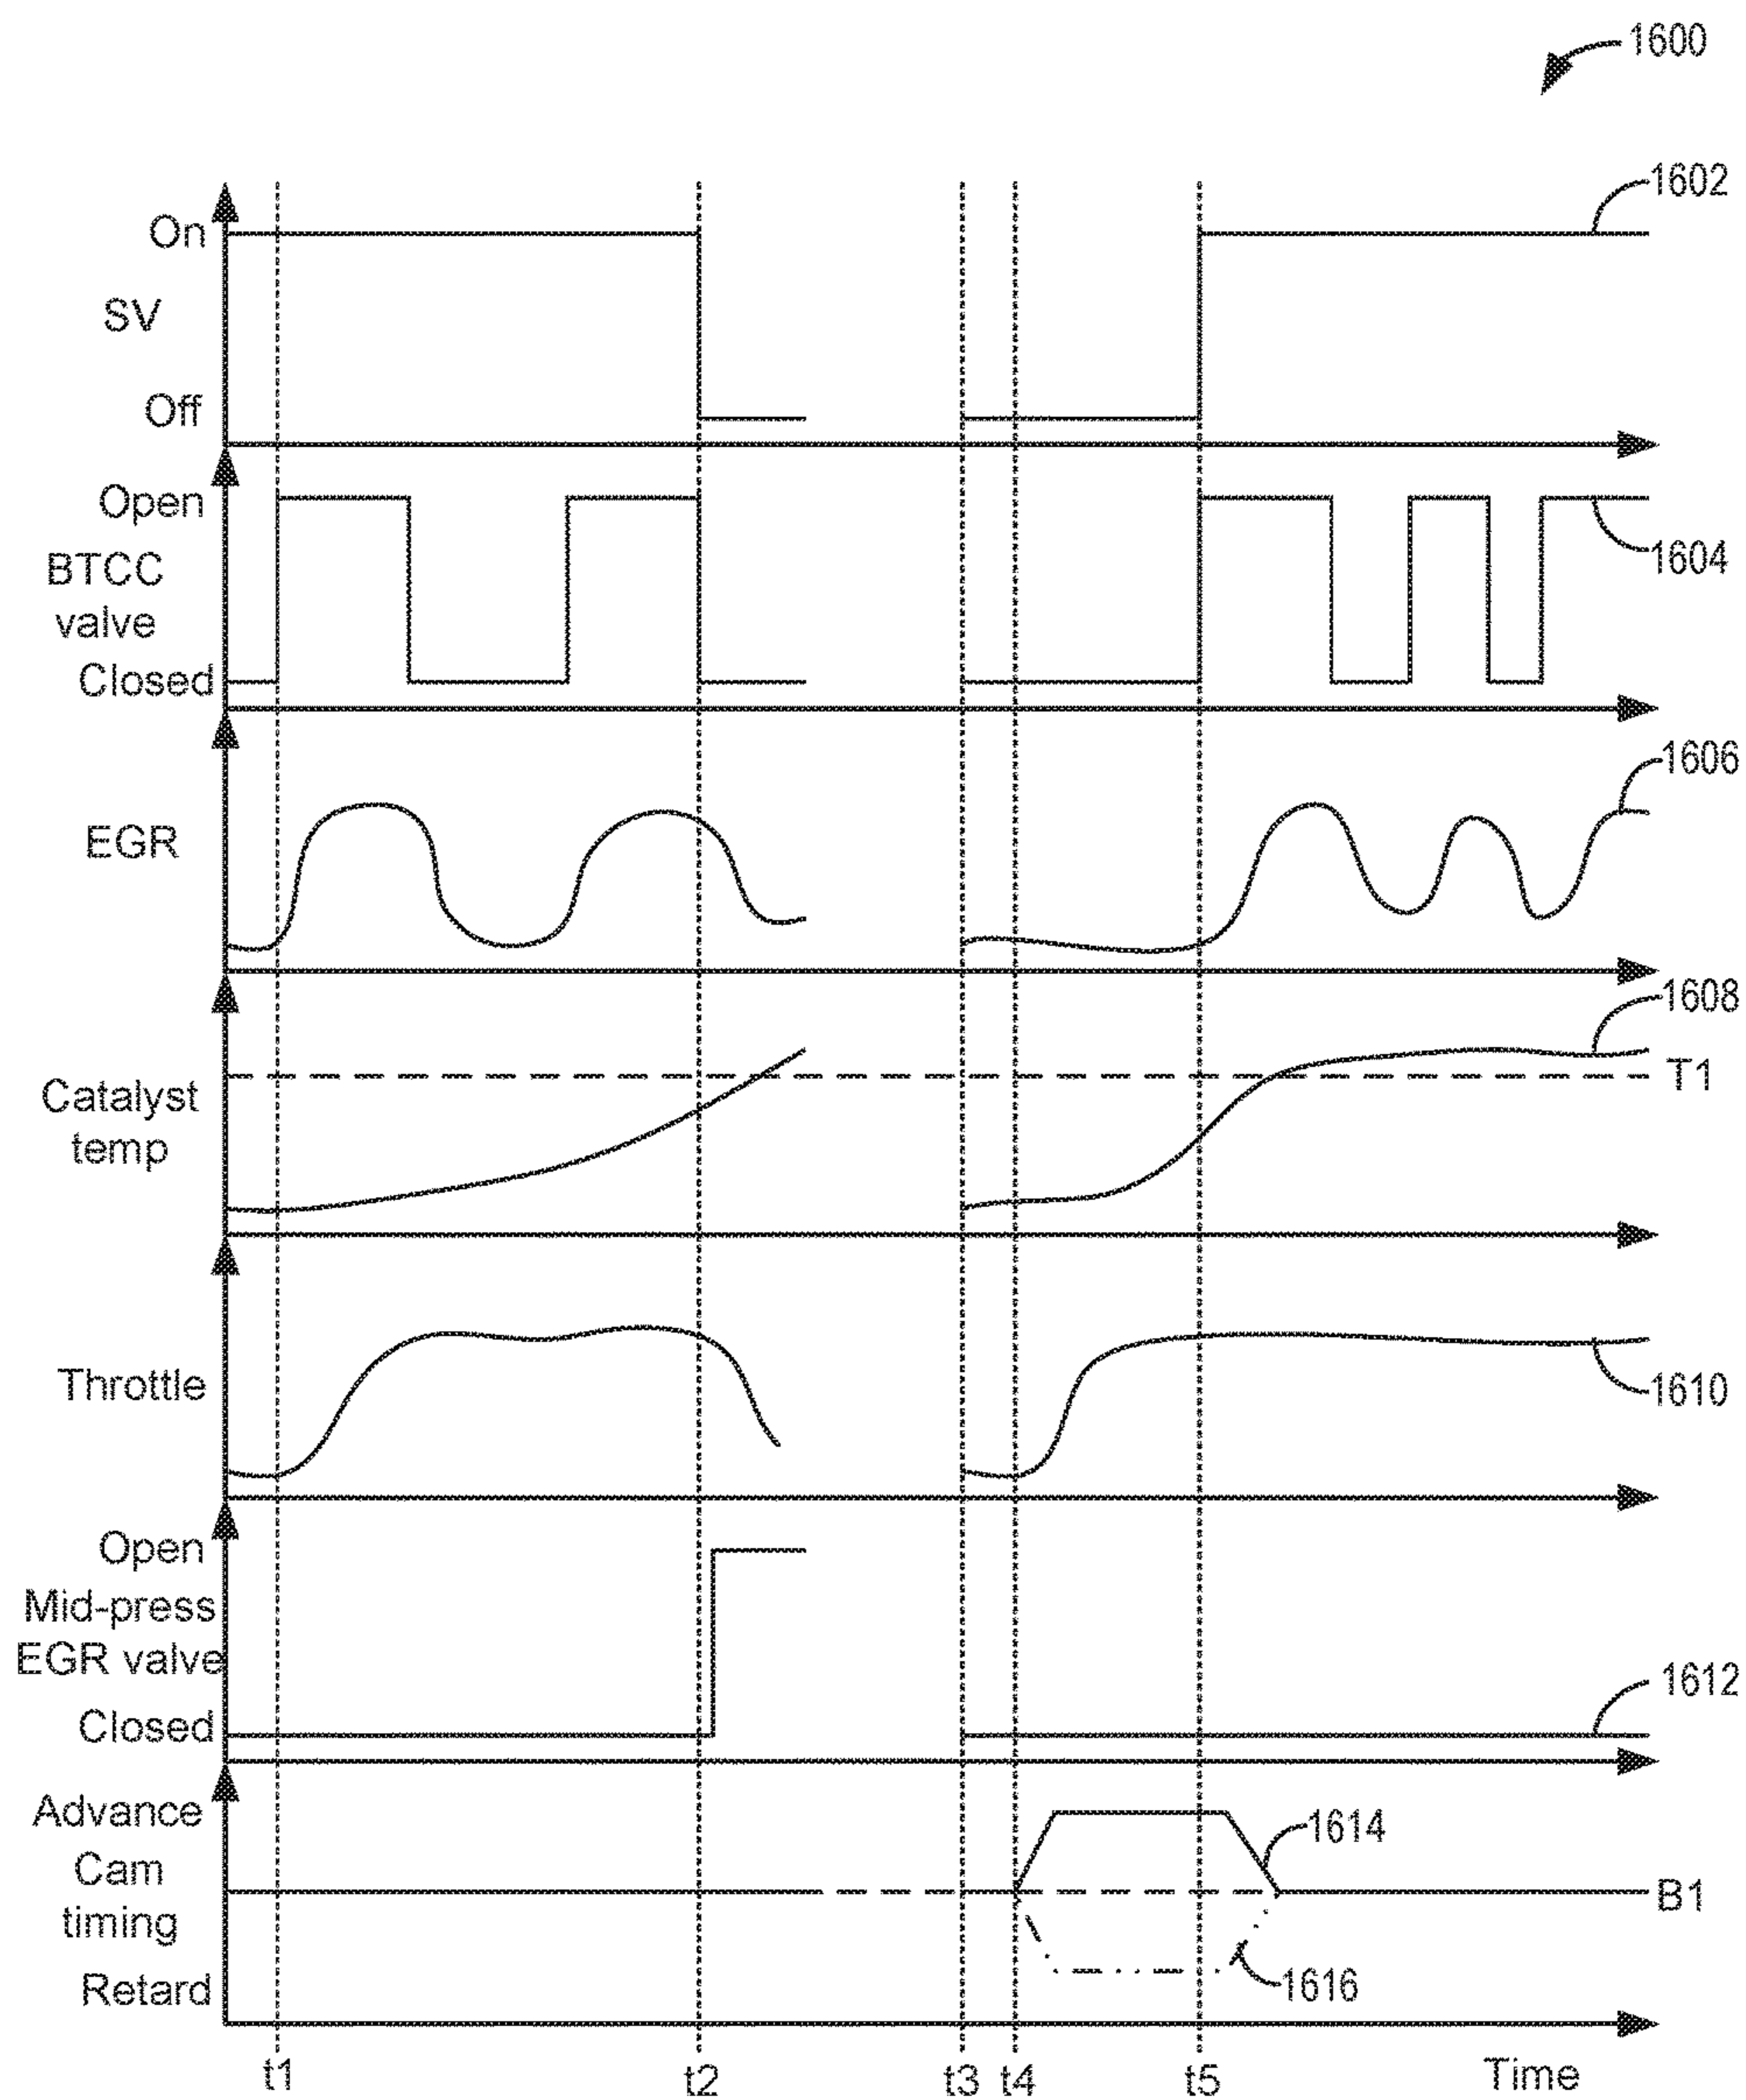 1600
1602
On
SV
Off
Open
1604
BTCC
valve
Closed
1606
EGR
1608
T1
Catalyst
temp
Throttle
1610
Open
Mid-press
EGR valve
1612
Closed
Advance
1614
Cam
B1
timing
Retard
1616
t1 t2 t3 t4 t5 Time